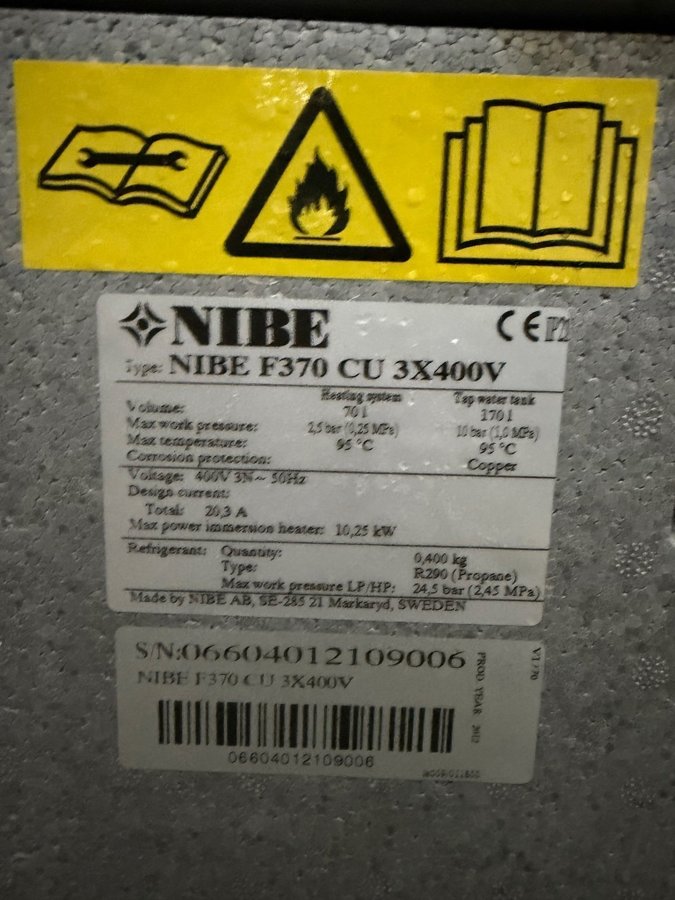 NIBE CE
Type: NIBE F370 CU 3X400V
Heating system Tap water tank
Volume: 70 l 170 l
Max work pressure: 2,5 bar (0,25 MPa) 10 bar (1,0 MPa)
Max temperature: 95 °C 95 °C
Corrosion protection: Copper
Voltage: 400V 3N~ 50Hz
Design current:
Total: 20,3 A
Max power immersion heater: 10,25 kW
Refrigerant: Quantity: 0,400 kg
Type: R290 (Propane)
Max work pressure LP/HP: 24,5 bar (2,45 MPa)
Made by NIBE AB, SE-285 21 Markaryd, SWEDEN
S/N:06604012109006
NIBE F370 CU 3X400V
06604012109006
PROD YEAR 2012